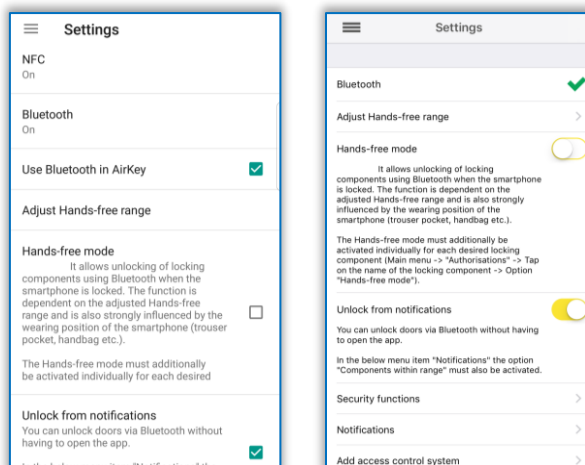 Settings
NFC
On
Bluetooth
On
Use Bluetooth in AirKey
Adjust Hands-free range
Hands-free mode
It allows unlocking of locking
components using Bluetooth when the
smartphone is locked. The function is
dependent on the adjusted Hands-free
range and is also strongly influenced by the
wearing position of the smartphone (trouser
pocket, handbag etc.).
The Hands-free mode must additionally
be activated individually for each desired
Unlock from notifications
You can unlock doors via Bluetooth without
having to open the app.
Settings
Bluetooth
Adjust Hands-free range
Hands-free mode
It allows unlocking of locking
components using Bluetooth when the smartphone
is locked. The function is dependent on the
adjusted Hands-free range and is also strongly
influenced by the wearing position of the
smartphone (trouser pocket, handbag etc.).
The Hands-free mode must additionally be
activated individually for each desired locking
component (Main menu -> "Authorisations" -> Tap
on the name of the locking component -> Option
"Hands-free mode").
Unlock from notifications
You can unlock doors via Bluetooth without having
to open the app.
In the below menu item "Notifications" the option
"Components within range" must also be activated.
Security functions
Notifications
Add access control system